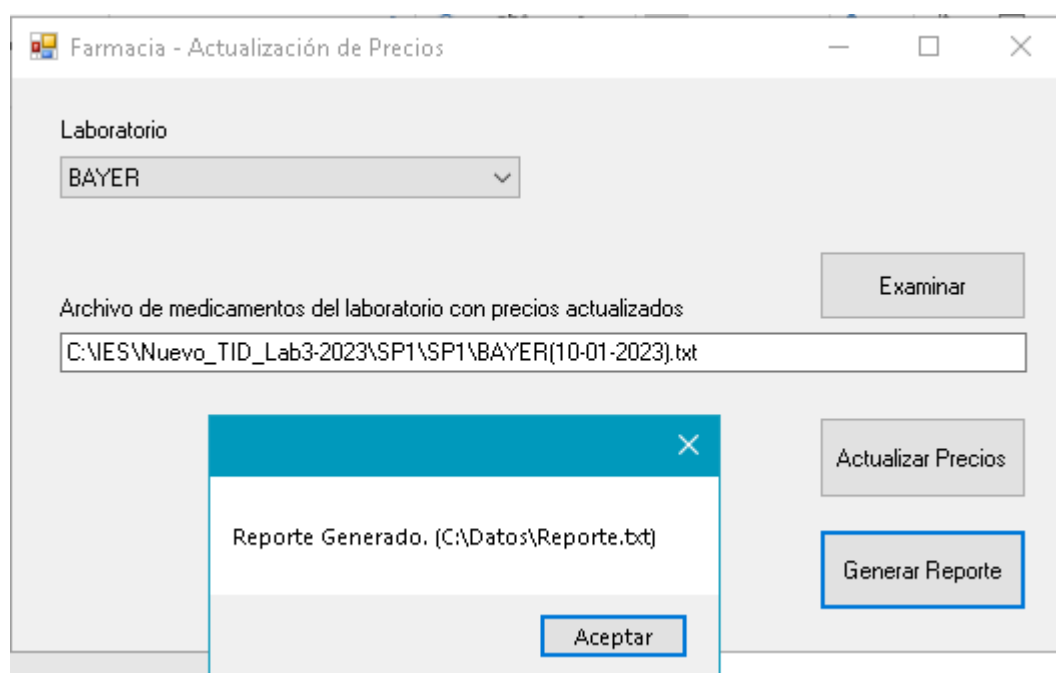 Farmacia - Actualización de Precios
Laboratorio
BAYER
Examinar
Archivo de medicamentos del laboratorio con precios actualizados
C:\IES\Nuevo_TID_Lab3-2023\SP1\SP1\BAYER(10-01-2023).txt
Actualizar Precios
Reporte Generado. (C:\Datos\Reporte.txt)
Generar Reporte
Aceptar